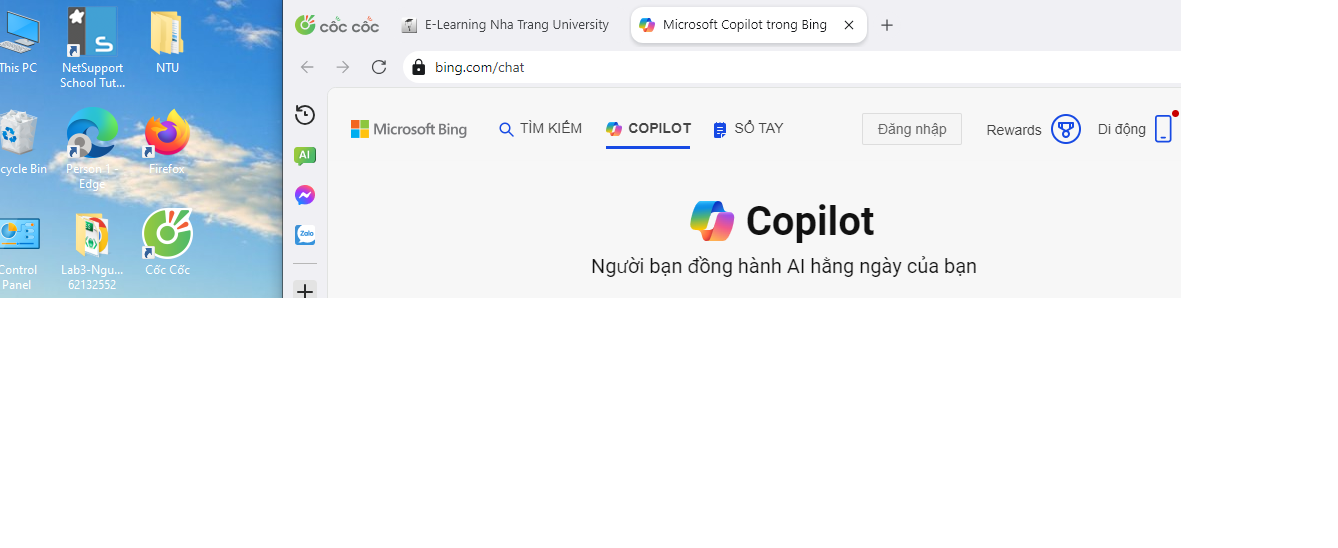 This PC
NetSupport
School Tut...
NTU
cycle Bin
Person 1 -
Edge
Firefox
Control
Panel
Lab3-Ngu...
62132552
Cốc Cốc
cốc cốc
E-Learning Nha Trang University
Microsoft Copilot trong Bing
bing.com/chat
AI
Zalo
Microsoft Bing
TÌM KIẾM
COPILOT
SỔ TAY
Đăng nhập
Rewards
Di động
Copilot
Người bạn đồng hành AI hằng ngày của bạn